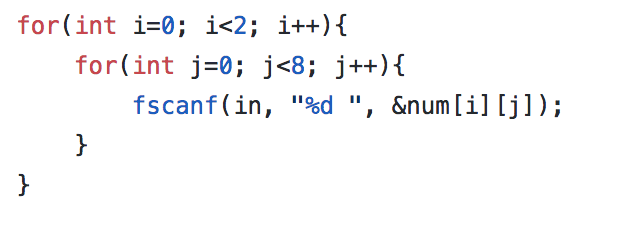 for(int i=0; i<2; i++){
    for(int j=0; j<8; j++){
        fscanf(in, "%d ", &num[i][j]);
    }
}